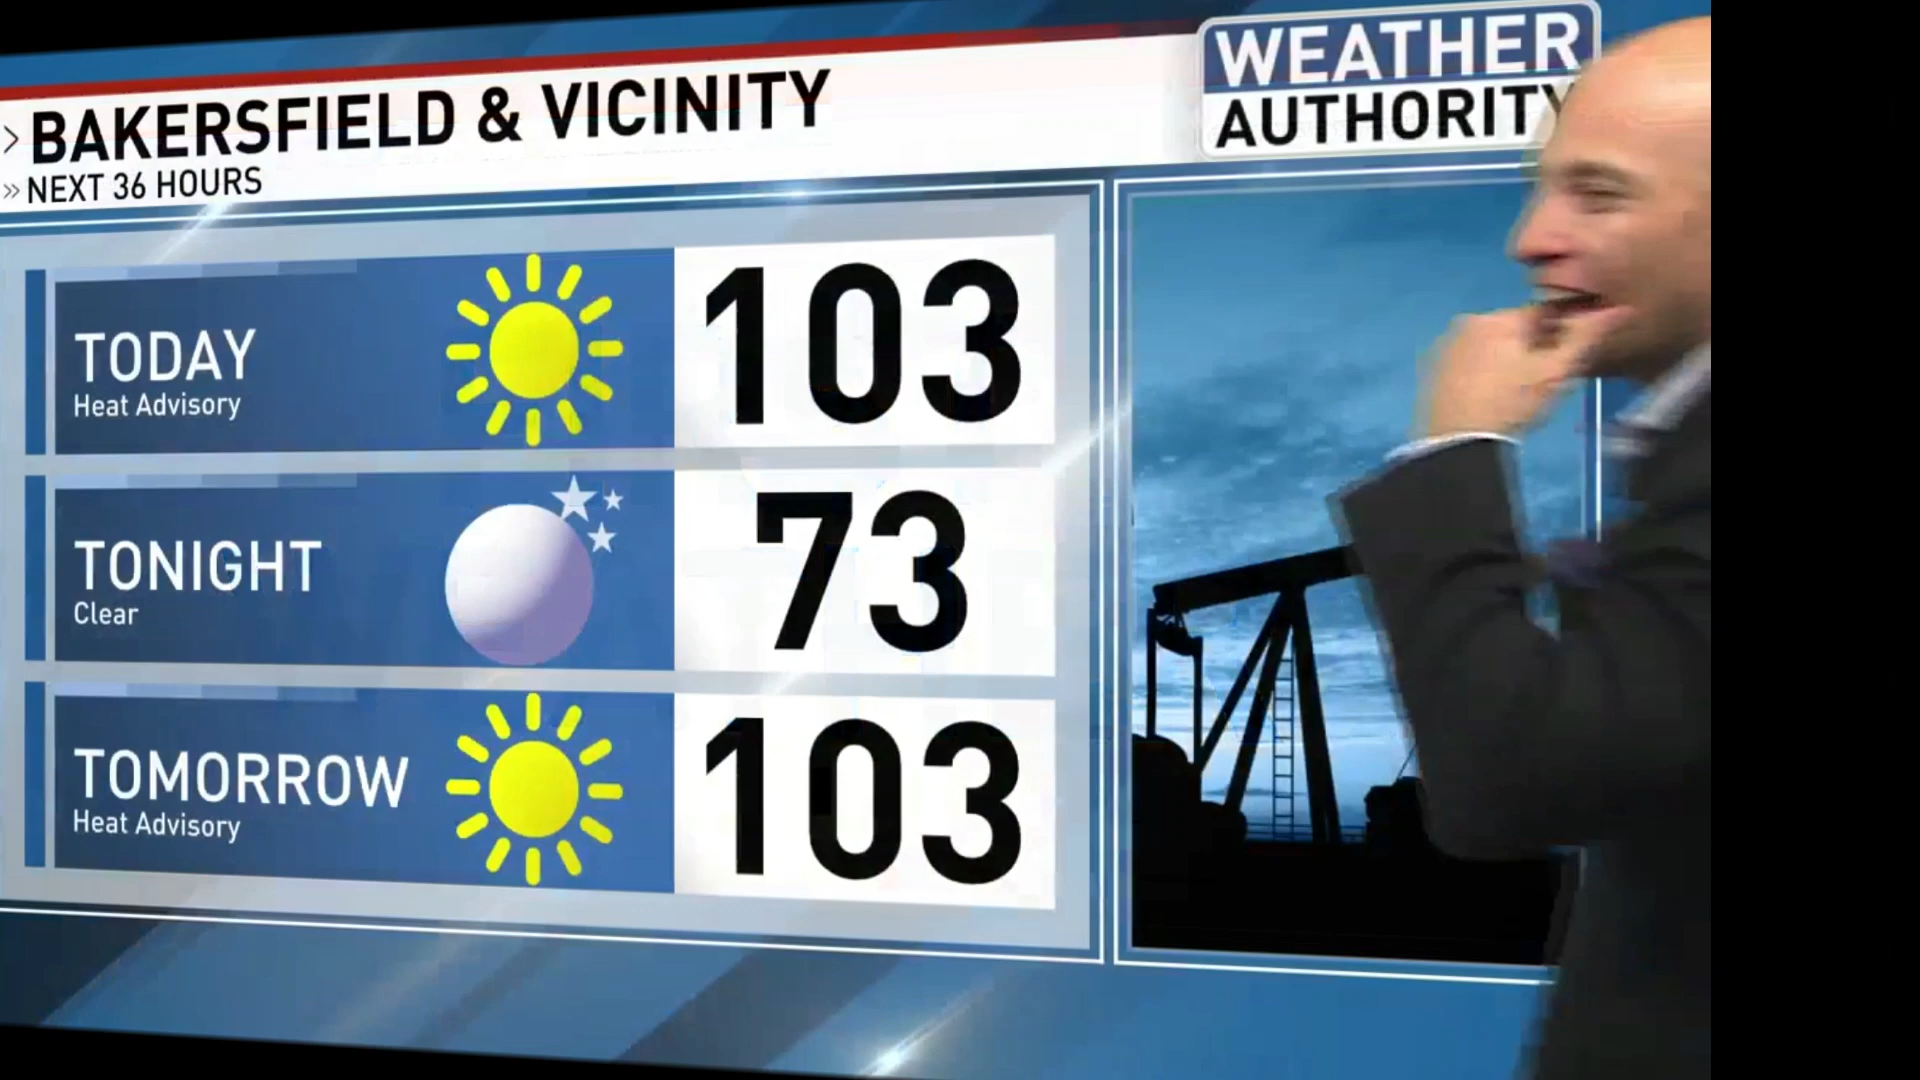 > BAKERSFIELD & VICINITY
» NEXT 36 HOURS
WEATHER
AUTHORITY
TODAY
Heat Advisory
103
TONIGHT
Clear
73
TOMORROW
Heat Advisory
103